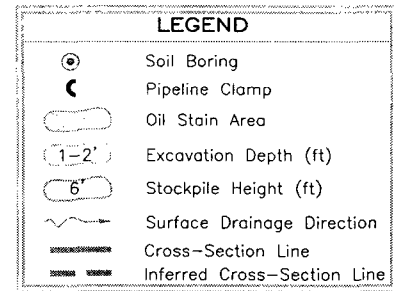 LEGEND
Soil Boring
Pipeline Clamp
Oil Stain Area
1-2' Excavation Depth (ft)
6' Stockpile Height (ft)
Surface Drainage Direction
Cross-Section Line
Inferred Cross-Section Line